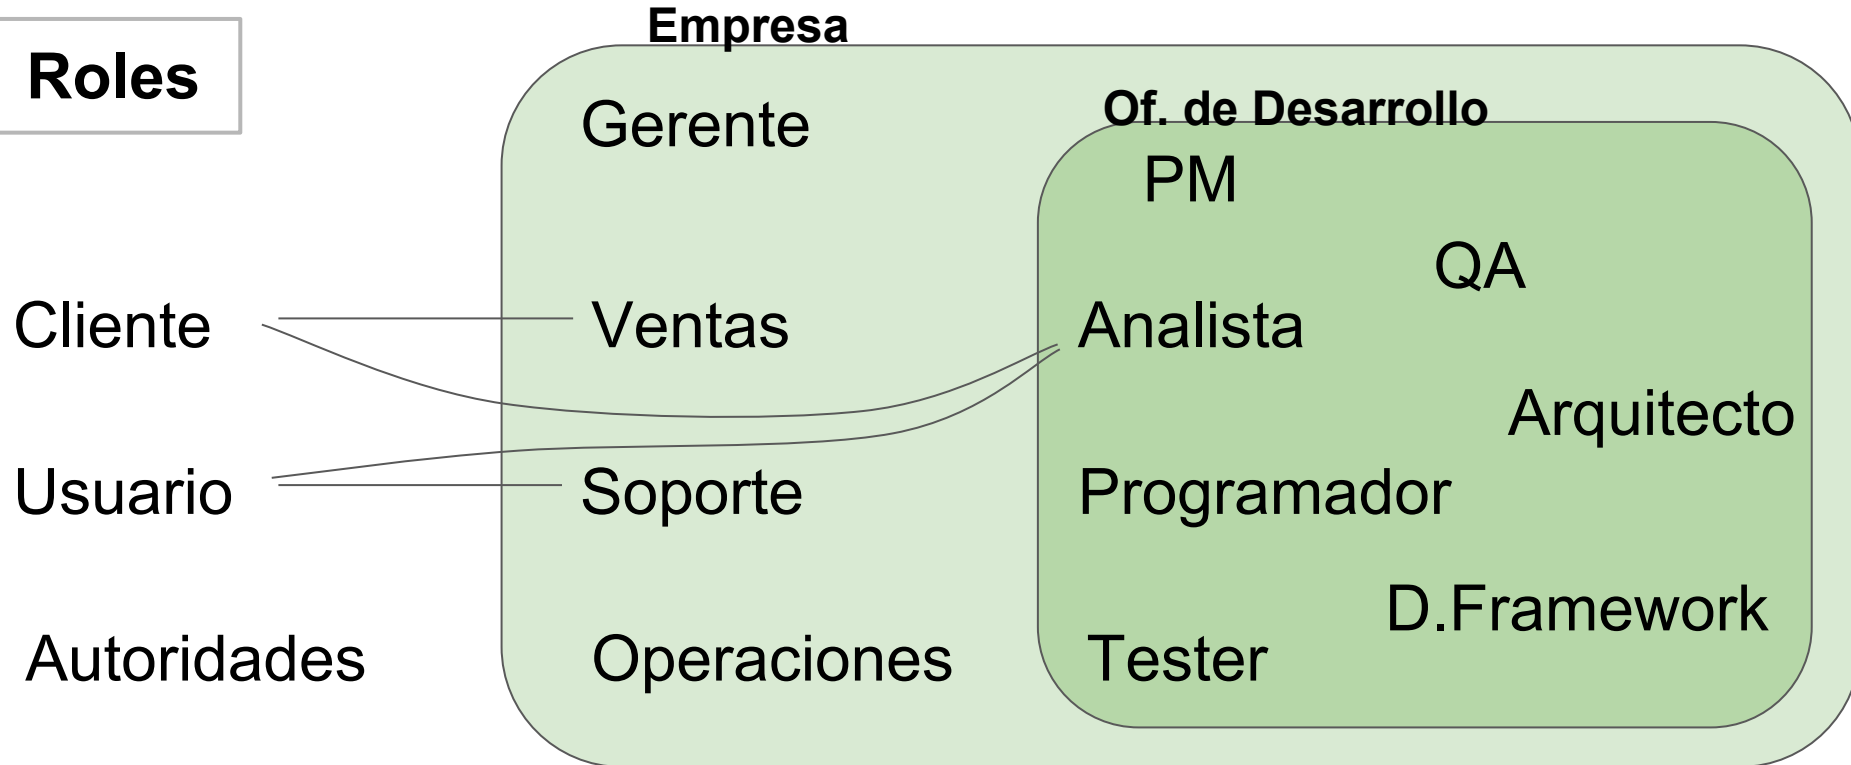 Roles
Empresa
Gerente
Of. de Desarrollo
PM
QA
Cliente
Ventas
Analista
Arquitecto
Usuario
Soporte
Programador
D.Framework
Autoridades
Operaciones
Tester